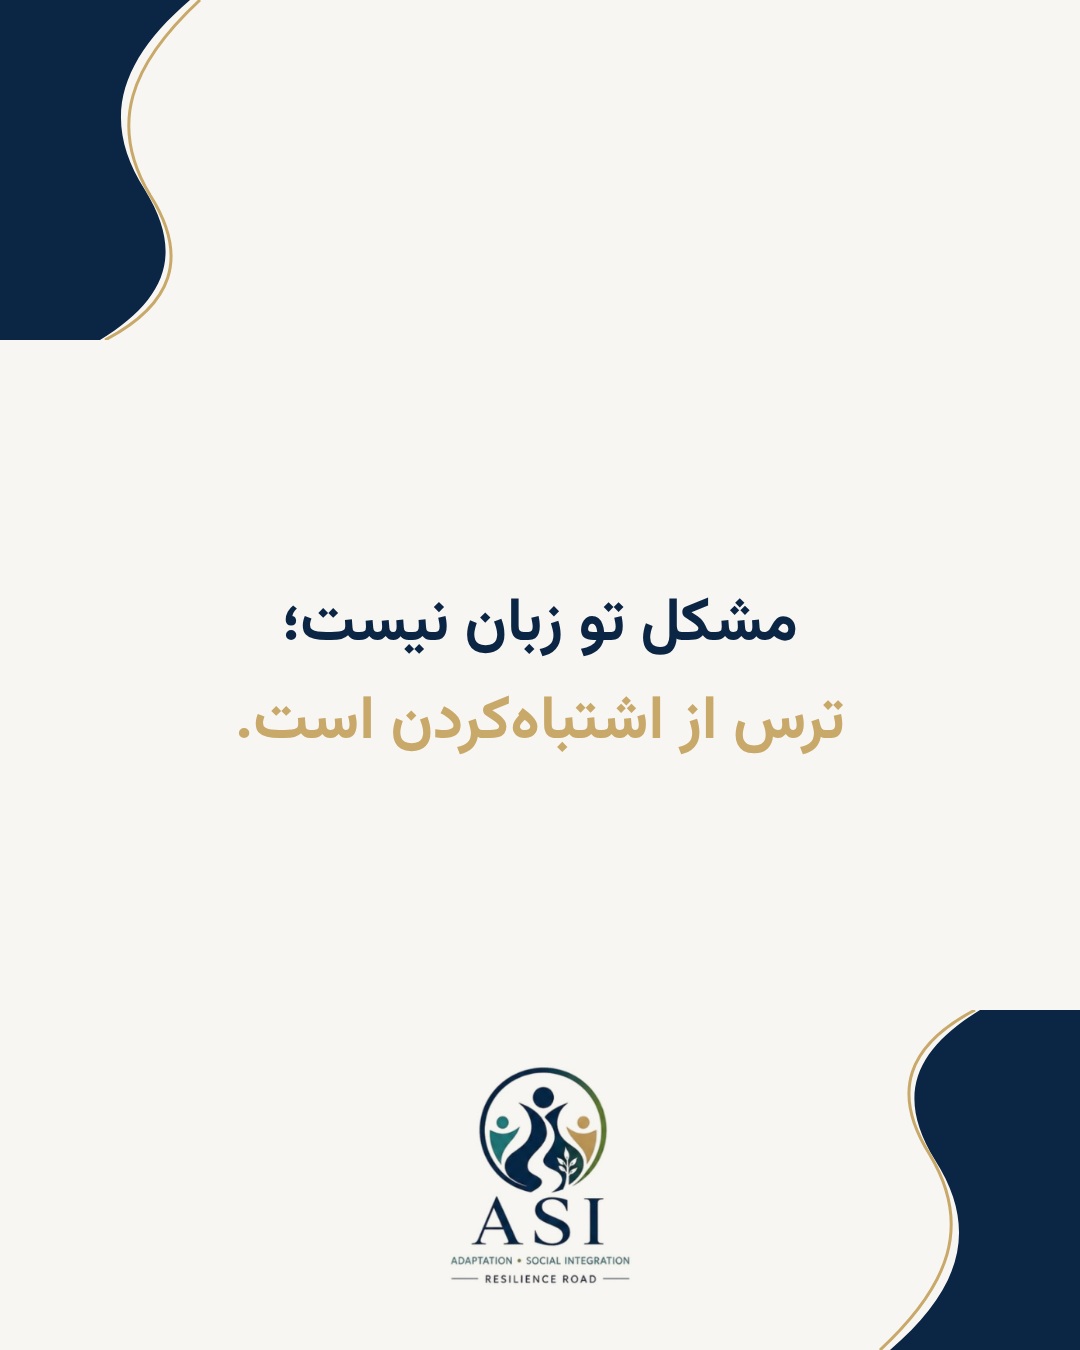 مشکل تو زبان نیست؛
ترس از اشتباه‌کردن است.
ASI
ADAPTATION • SOCIAL INTEGRATION
RESILIENCE ROAD